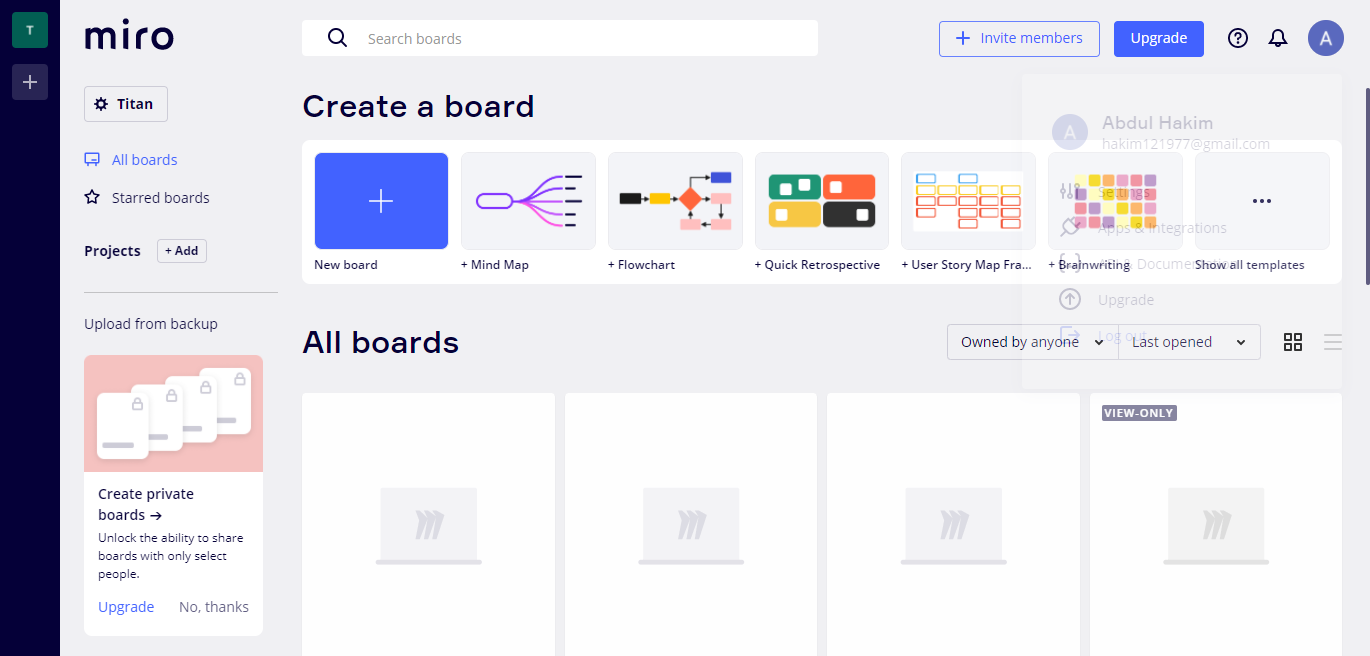 T
miro
Search boards
Invite members
Upgrade
A
Titan
All boards
Starred boards
Projects
+ Add
Upload from backup
Create private
boards →
Unlock the ability to share
boards with only select
people.
Upgrade
No, thanks
Create a board
New board
+ Mind Map
+ Flowchart
+ Quick Retrospective
+ User Story Map Fra...
+ Brainwriting
Show all templates
A
Abdul Hakim
hakim121977@gmail.com
Settings
Apps & Integrations
Upgrade
Log out
All boards
Owned by anyone
Last opened
VIEW-ONLY